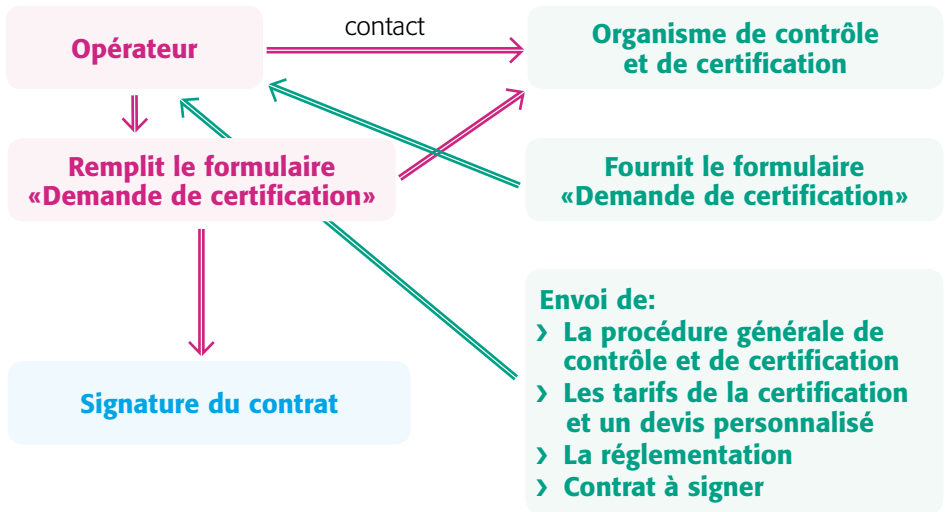 Opérateur
contact
Organisme de contrôle
et de certification
Remplit le formulaire
«Demande de certification»
Fournit le formulaire
«Demande de certification»
Signature du contrat
Envoi de:
› La procédure générale de
contrôle et de certification
› Les tarifs de la certification
et un devis personnalisé
› La réglementation
› Contrat à signer